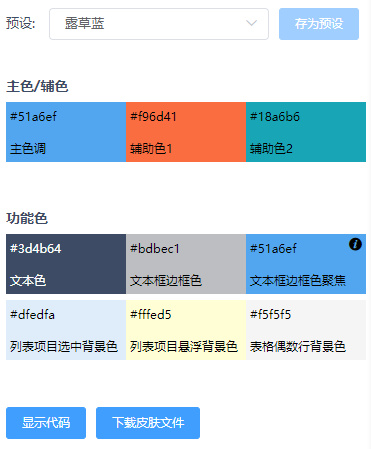 预设: 露草蓝 存为预设
主色/辅色
#51a6ef #f96d41 #18a6b6
主色调 辅助色1 辅助色2
功能色
#3d4b64 #bdbec1 #51a6ef
文本色 文本框边框色 文本框边框色聚焦
#dfedfa #fffed5 #f5f5f5
列表项目选中背景色 列表项目悬浮背景色 表格偶数行背景色
显示代码 下载皮肤文件